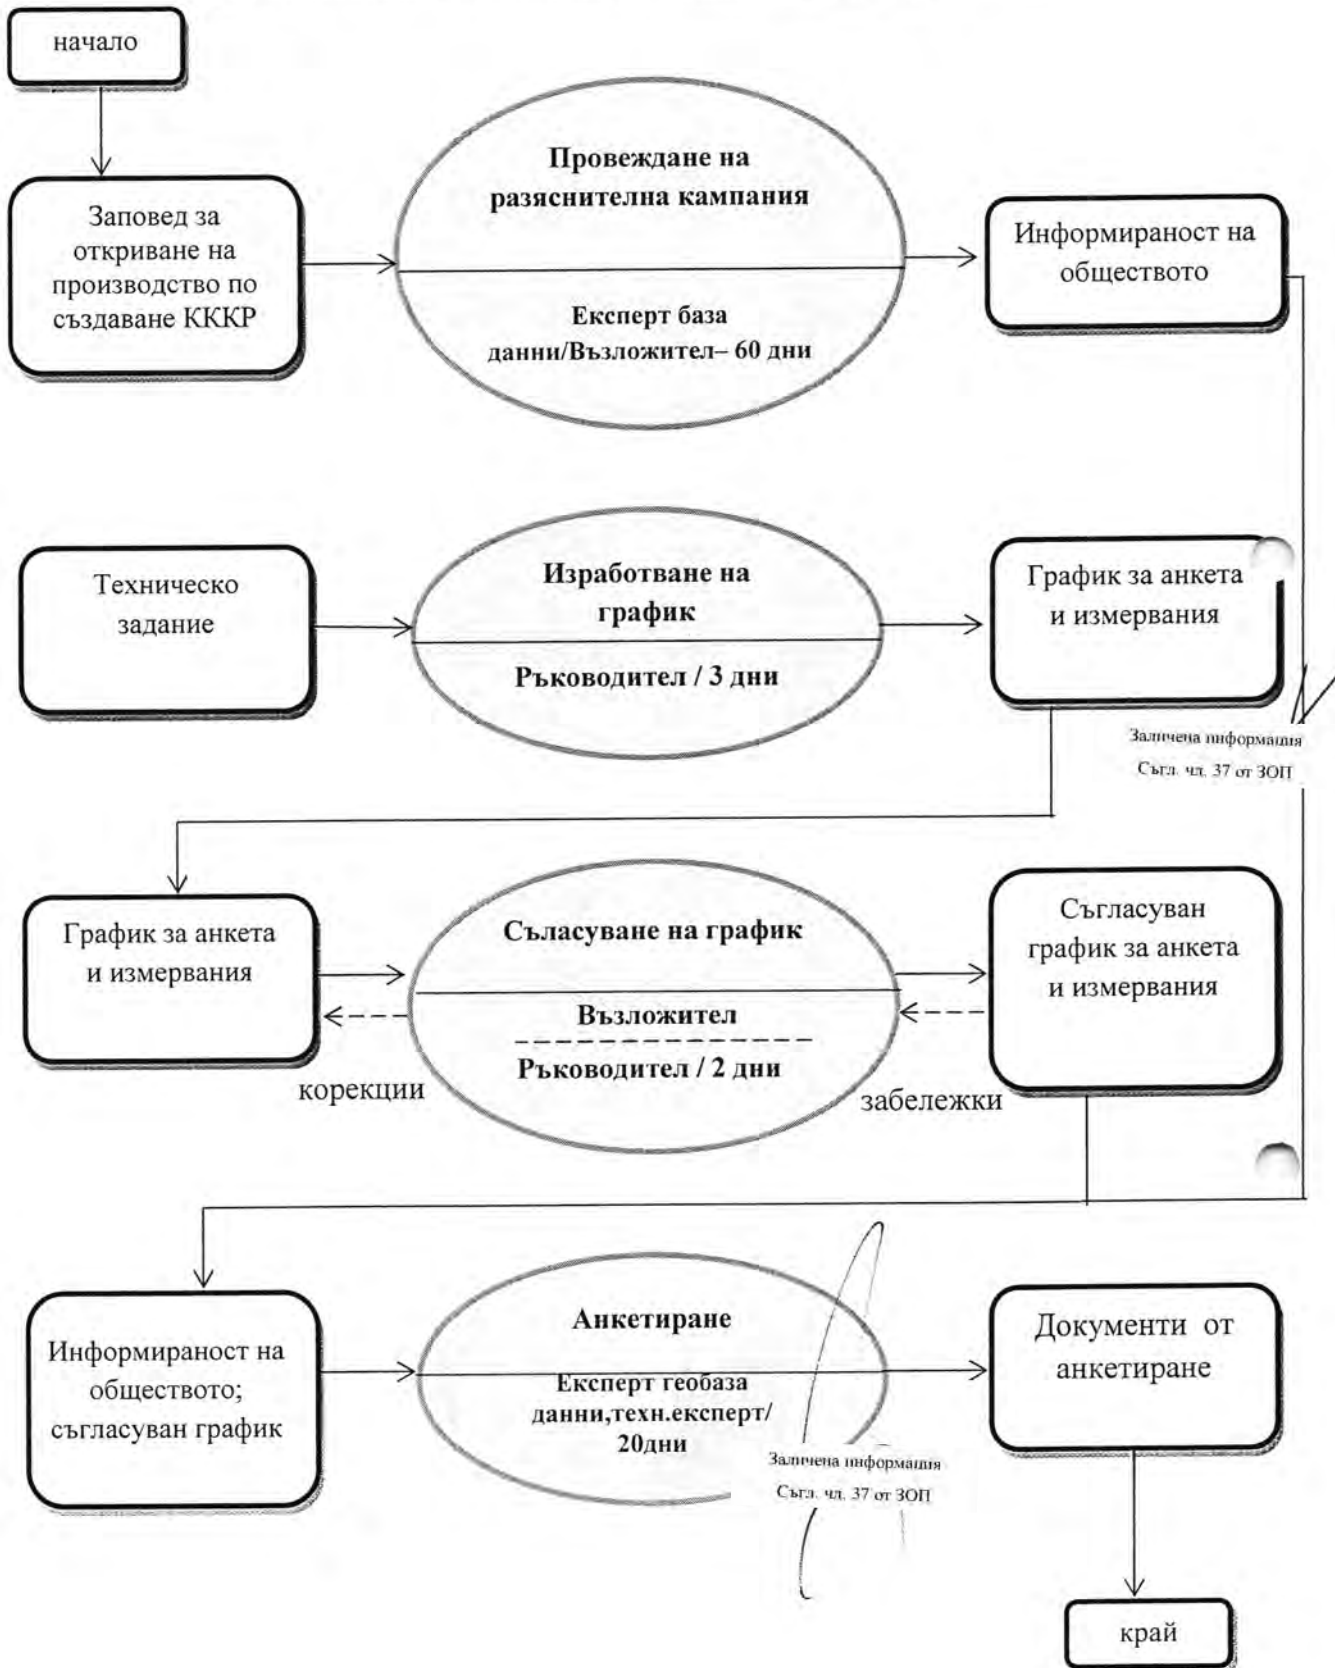 начало
Заповед за
откриване на
производство по
създаване КККР
Провеждане на
разяснителна кампания
Експерт база
данни/Възложител– 60 дни
Информираност на
обществото
Техническо
задание
Изработване на
график
Ръководител / 3 дни
График за анкета
и измервания
Заличена информация
Съгл. чл. 37 от ЗОП
График за анкета
и измервания
Съласуване на график
Възложител
Ръководител / 2 дни
Съгласуван
график за анкета
и измервания
корекции
забележки
Информираност на
обществото;
съгласуван график
Анкетиране
Експерт геобаза
данни,техн.експерт/
20дни
Документи от
анкетиране
Заличена информация
Съгл. чл. 37 от ЗОП
край